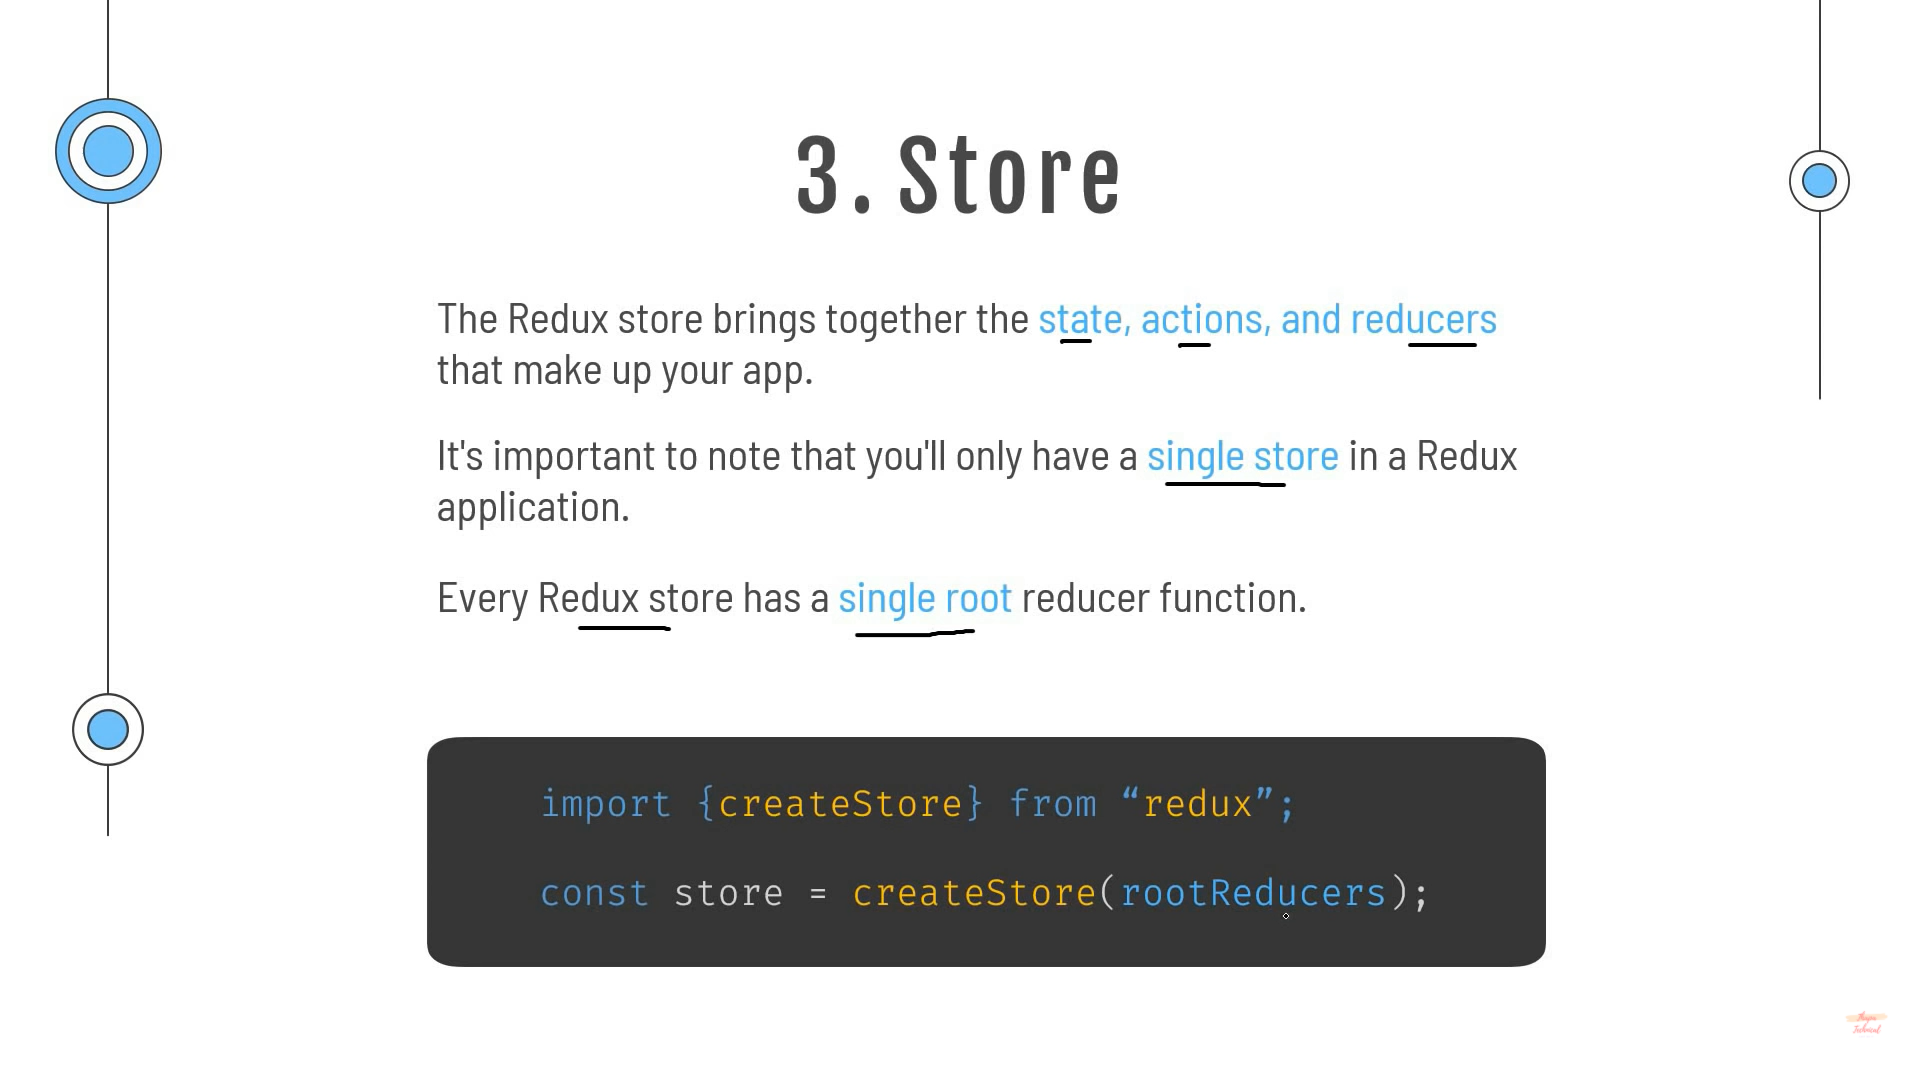 3. Store
The Redux store brings together the state, actions, and reducers
that make up your app.
It's important to note that you'll only have a single store in a Redux
application.
Every Redux store has a single root reducer function.
import {createStore} from “redux”;
const store = createStore(rootReducers);
Technical